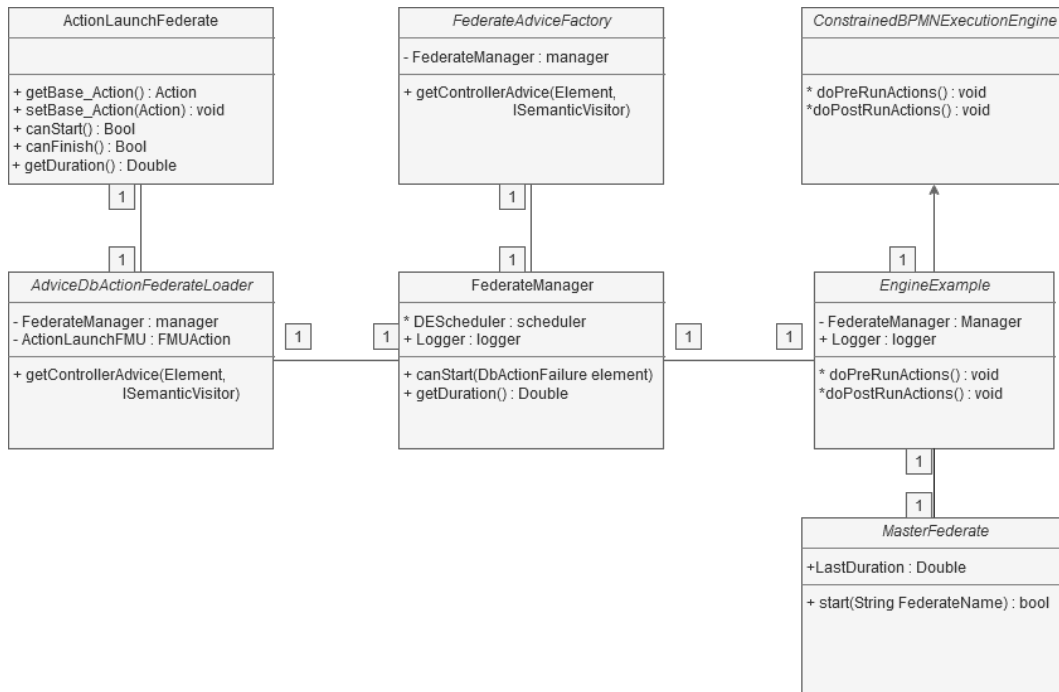 ActionLaunchFederate
+ getBase_Action() : Action
+ setBase_Action(Action) : void
+ canStart() : Bool
+ canFinish() : Bool
+ getDuration() : Double
FederateAdviceFactory
- FederateManager : manager
+ getControllerAdvice(Element,
ISemanticVisitor)
ConstrainedBPMNExecutionEngine
* doPreRunActions() : void
*doPostRunActions() : void
1
1
1
1
1
AdviceDbActionFederateLoader
- FederateManager : manager
- ActionLaunchFMU : FMUAction
+ getControllerAdvice(Element,
ISemanticVisitor)
1
1
FederateManager
* DEScheduler : scheduler
+ Logger : logger
+ canStart(DbActionFailure element)
+ getDuration() : Double
1
1
EngineExample
- FederateManager : Manager
+ Logger : logger
* doPreRunActions() : void
*doPostRunActions() : void
1
1
MasterFederate
+LastDuration : Double
+ start(String FederateName) : bool